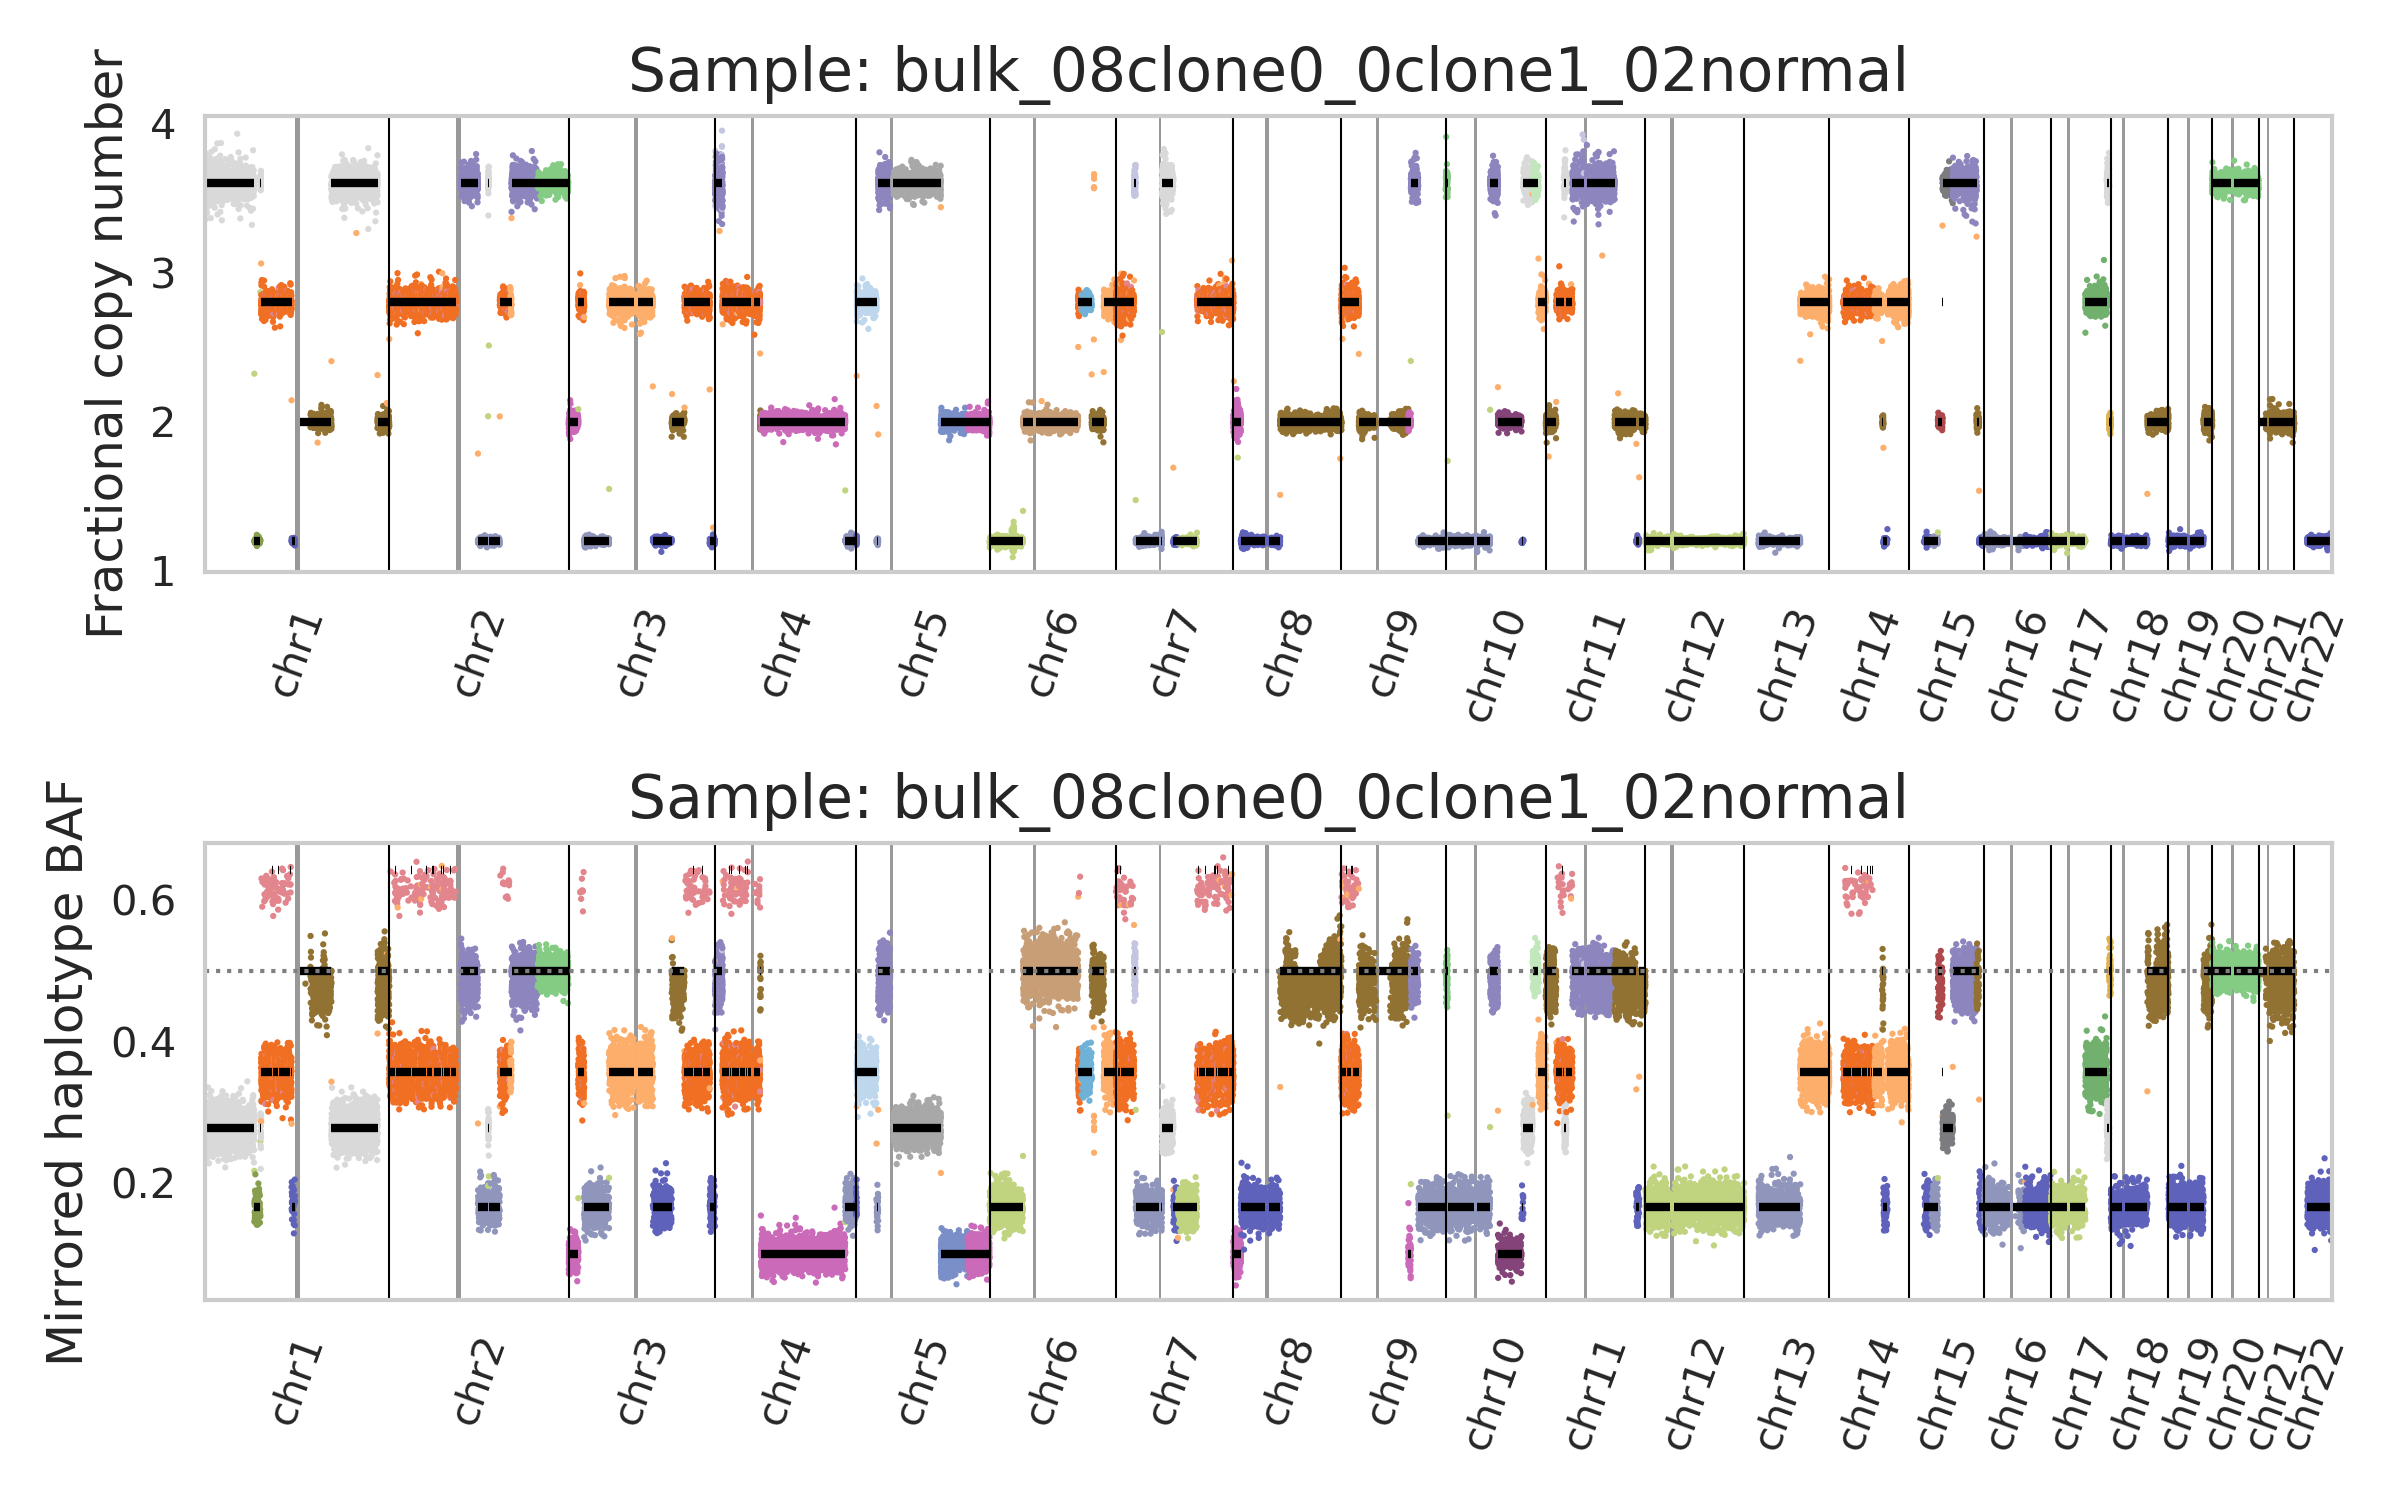 Sample: bulk_08clone0_0clone1_02normal
Fractional copy number
4
3
2
1
chr1 chr2 chr3 chr4 chr5 chr6 chr7 chr8 chr9 chr10 chr11 chr12 chr13 chr14 chr15 chr16 chr17 chr18 chr19 chr20 chr21 chr22
Sample: bulk_08clone0_0clone1_02normal
Mirrored haplotype BAF
0.6
0.4
0.2
chr1 chr2 chr3 chr4 chr5 chr6 chr7 chr8 chr9 chr10 chr11 chr12 chr13 chr14 chr15 chr16 chr17 chr18 chr19 chr20 chr21 chr22